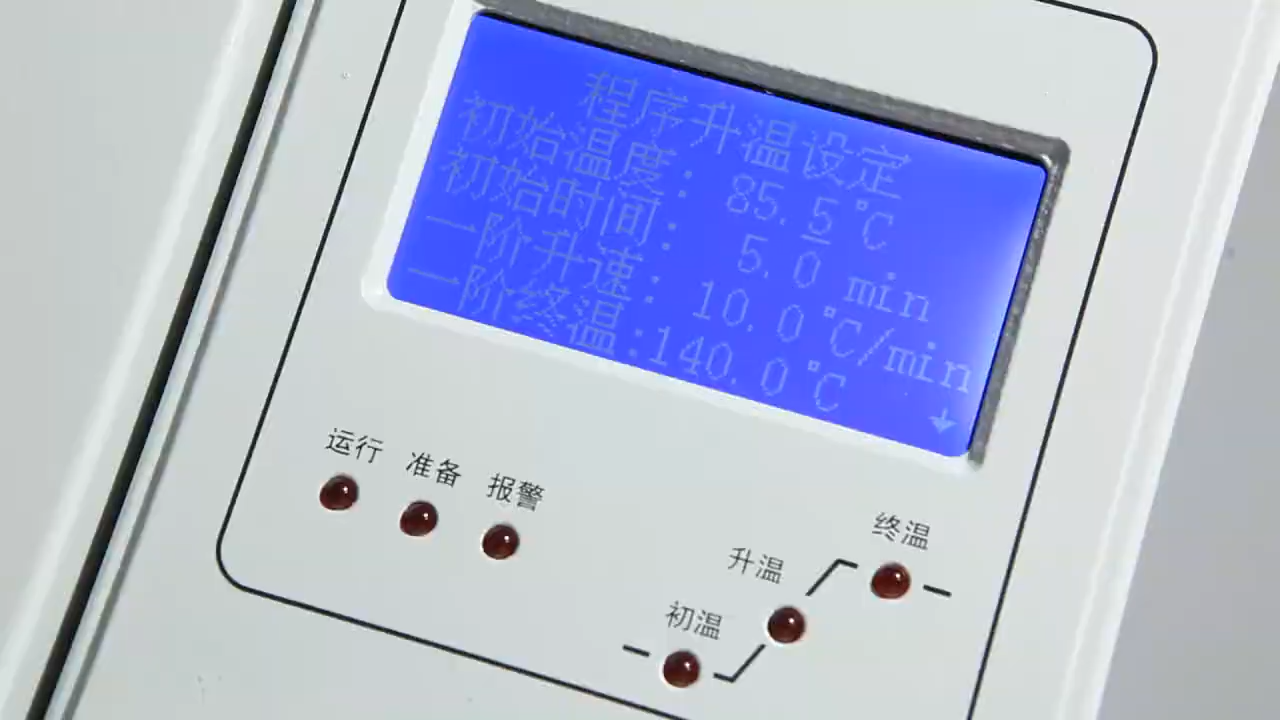 程序升温设定
初始温度: 85.5℃
初始时间: 5.0 min
一阶升速: 10.0℃/min
一阶终温:140.0℃
↓
运行 准备 报警
终温
升温
初温